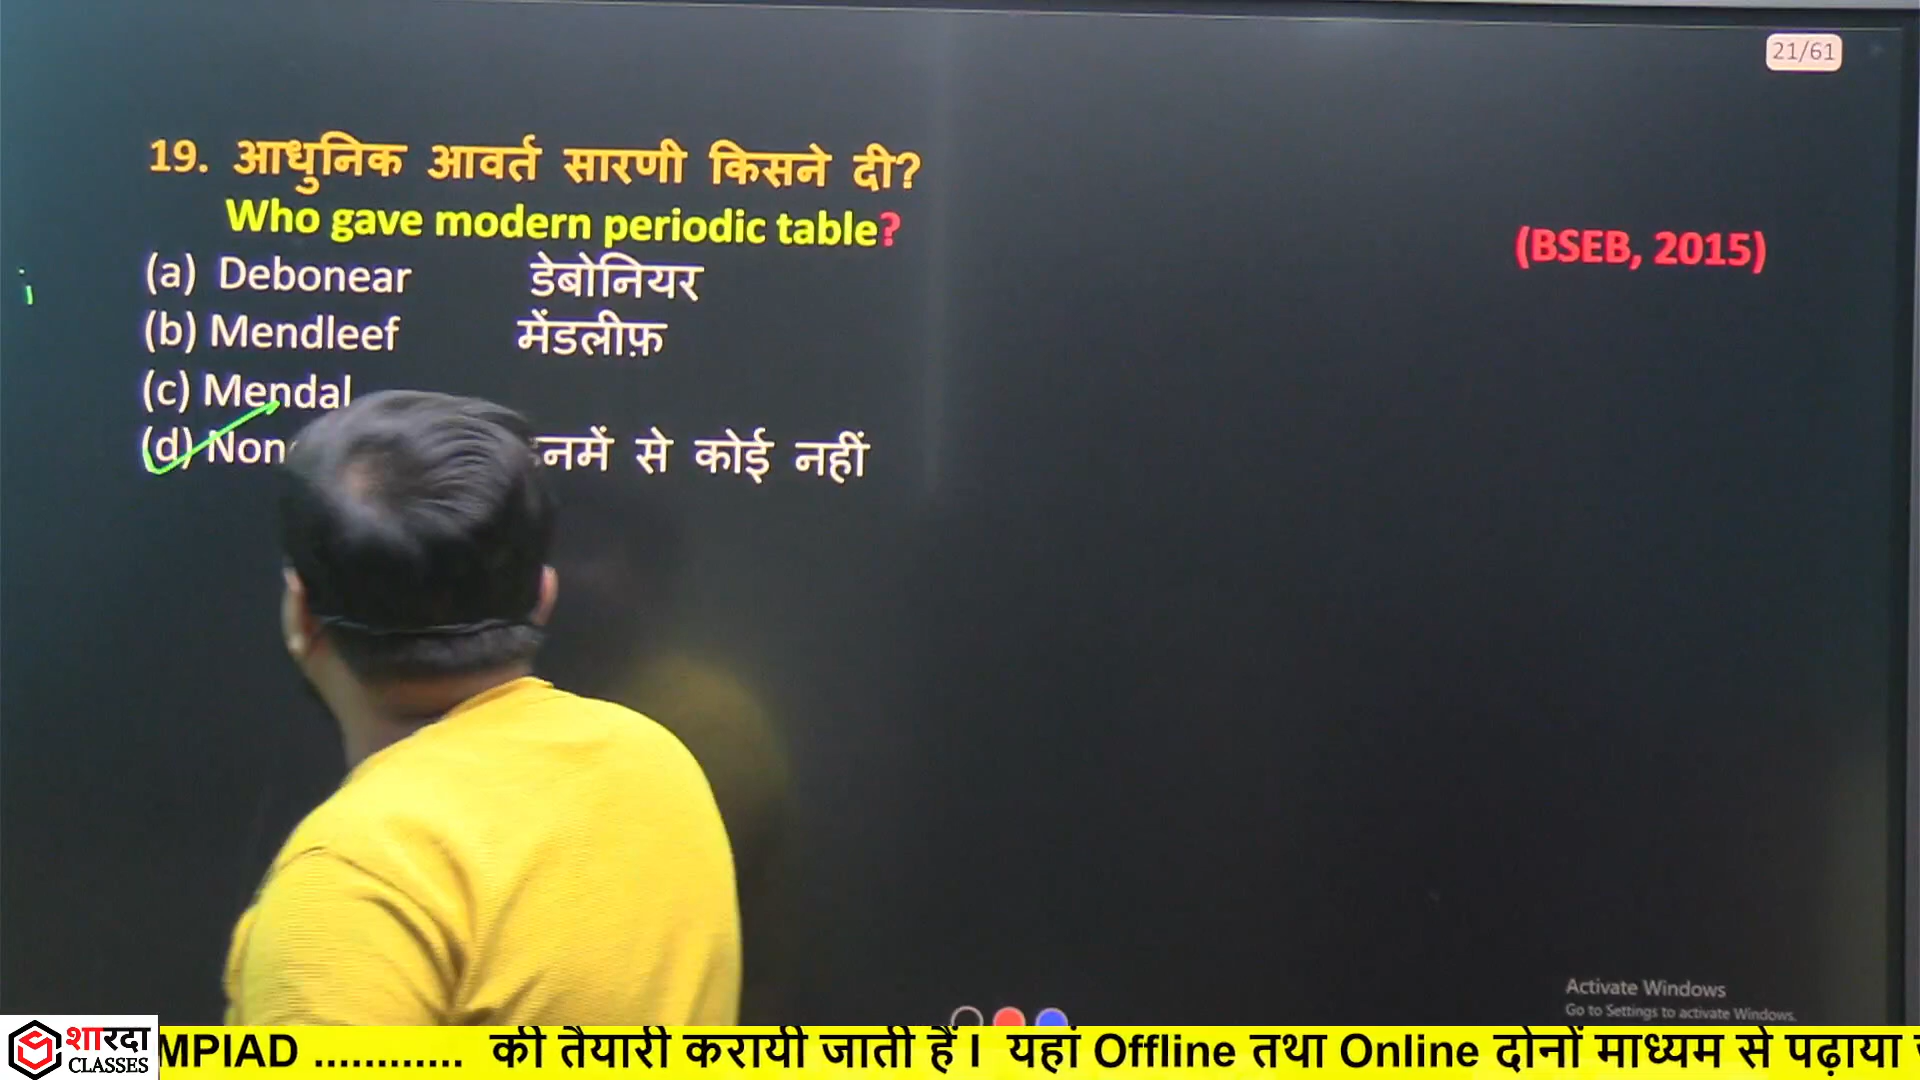 21/61
19. आधुनिक आवर्त सारणी किसने दी?
Who gave modern periodic table?
(BSEB, 2015)
(a) Debonear डेबोनियर
(b) Mendleef मेंडलीफ़
(c) Mendal
(d) से कोई नहीं
Activate Windows
Go to Settings to activate Windows.
शारदा
CLASSES
MPIAD ............ की तैयारी करायी जाती हैं। यहां Offline तथा Online दोनों माध्यम से पढ़ाया